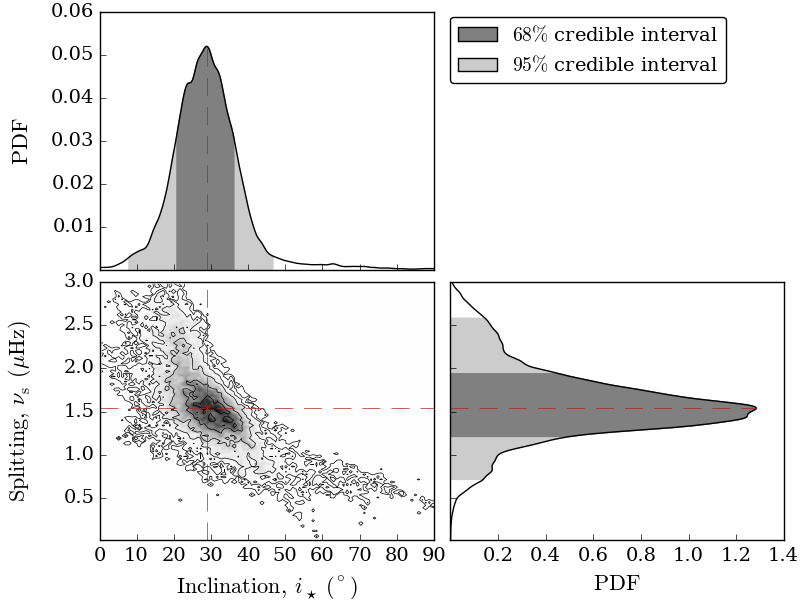 0.06
0.05
0.04
0.03
0.02
0.01
PDF
68% credible interval
95% credible interval
3.0
2.5
2.0
1.5
1.0
0.5
Splitting, νs (μHz)
0 10 20 30 40 50 60 70 80 90
Inclination, i⋆ (°)
0.2 0.4 0.6 0.8 1.0 1.2 1.4
PDF